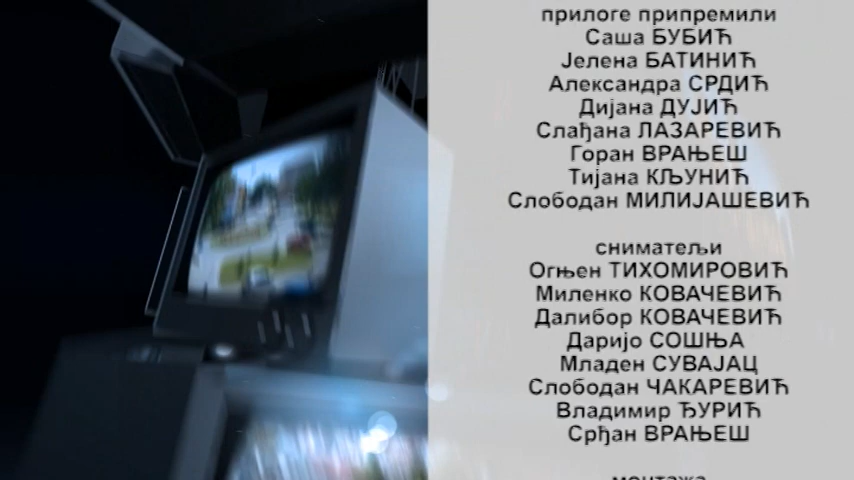 прилоге припремили
Саша БУБИЋ
Јелена БАТИНИЋ
Александра СРДИЋ
Дијана ДУЈИЋ
Слађана ЛАЗАРЕВИЋ
Горан ВРАЊЕШ
Тијана КЉУНИЋ
Слободан МИЛИЈАШЕВИЋ
сниматељи
Огњен ТИХОМИРОВИЋ
Миленко КОВАЧЕВИЋ
Далибор КОВАЧЕВИЋ
Даријо СОШЊА
Младен СУВАЈАЦ
Слободан ЧАКАРЕВИЋ
Владимир ЂУРИЋ
Срђан ВРАЊЕШ
монтажа